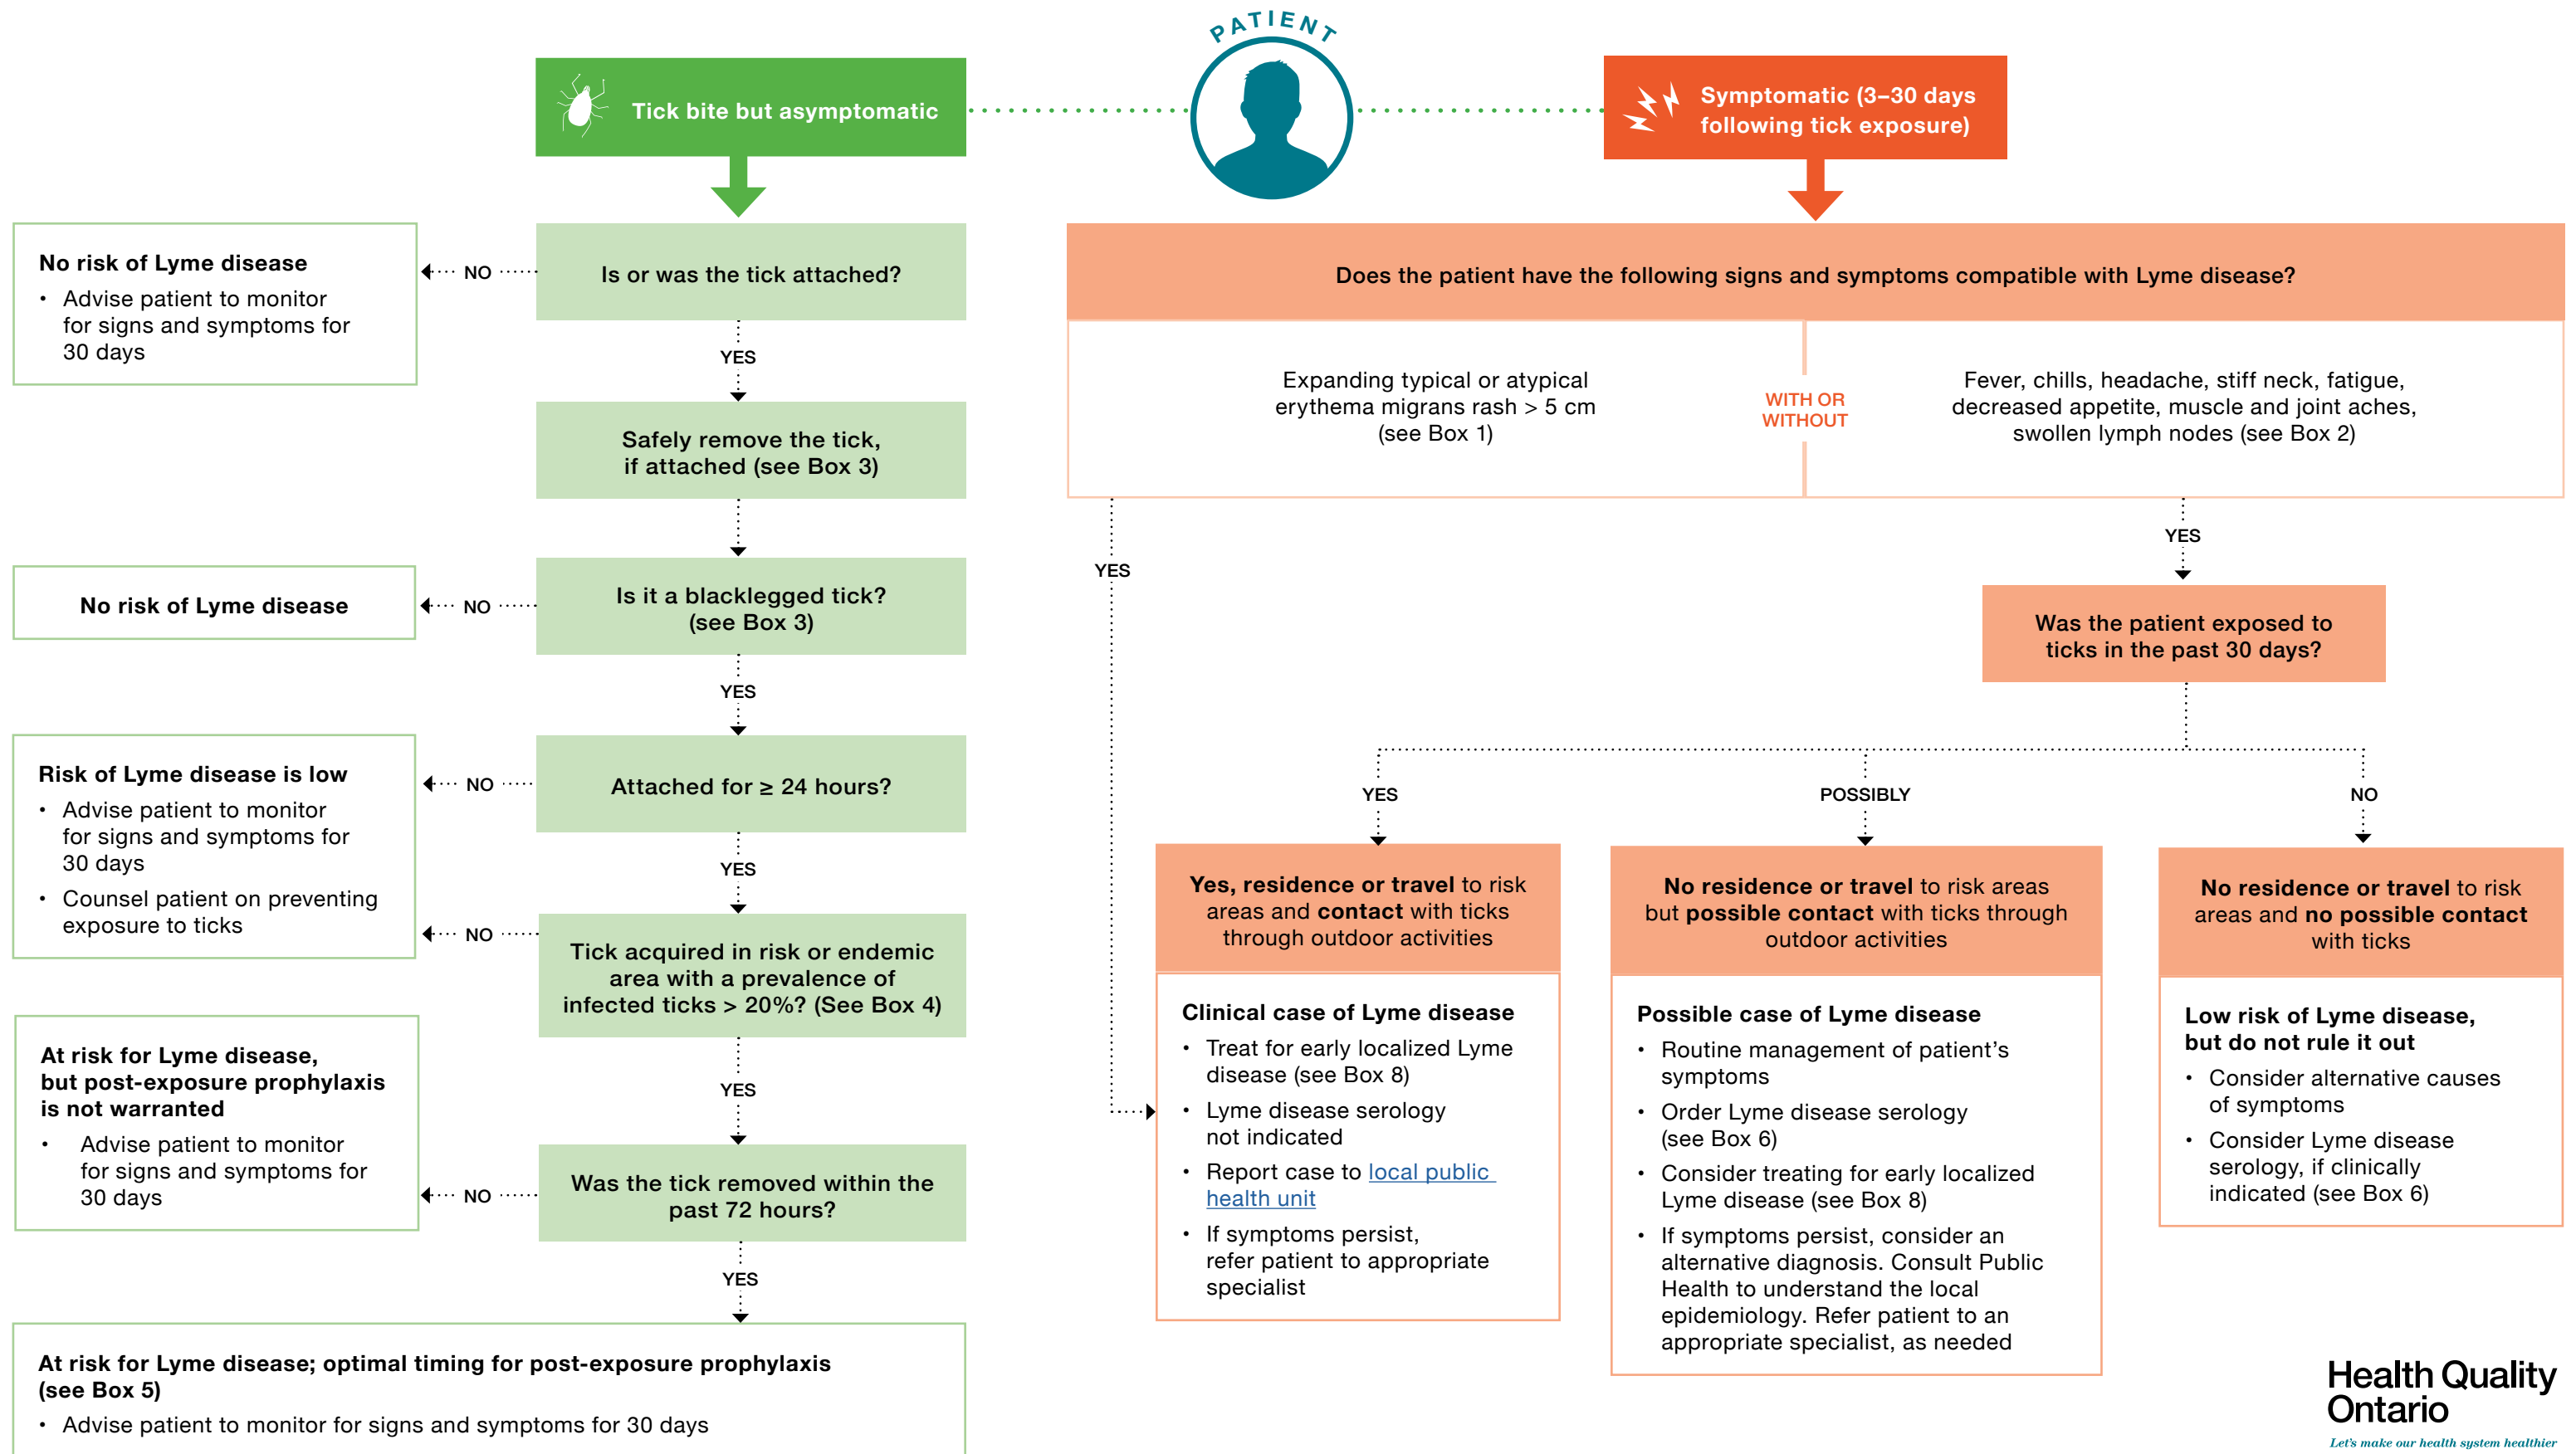 PATIENT
Tick bite but asymptomatic
Is or was the tick attached?
NO
No risk of Lyme disease
• Advise patient to monitor
for signs and symptoms for
30 days
YES
Safely remove the tick,
if attached (see Box 3)
Is it a blacklegged tick?
(see Box 3)
NO
No risk of Lyme disease
YES
Attached for ≥ 24 hours?
NO
Risk of Lyme disease is low
• Advise patient to monitor
for signs and symptoms for
30 days
• Counsel patient on preventing
exposure to ticks
YES
NO
Tick acquired in risk or endemic
area with a prevalence of
infected ticks > 20%? (See Box 4)
YES
Was the tick removed within the
past 72 hours?
NO
At risk for Lyme disease,
but post-exposure prophylaxis
is not warranted
• Advise patient to monitor
for signs and symptoms for
30 days
YES
At risk for Lyme disease; optimal timing for post-exposure prophylaxis
(see Box 5)
• Advise patient to monitor for signs and symptoms for 30 days
Symptomatic (3–30 days
following tick exposure)
Does the patient have the following signs and symptoms compatible with Lyme disease?
Expanding typical or atypical
erythema migrans rash > 5 cm
(see Box 1)
WITH OR
WITHOUT
Fever, chills, headache, stiff neck, fatigue,
decreased appetite, muscle and joint aches,
swollen lymph nodes (see Box 2)
YES
YES
Was the patient exposed to
ticks in the past 30 days?
YES
POSSIBLY
NO
Yes, residence or travel to risk
areas and contact with ticks
through outdoor activities
Clinical case of Lyme disease
• Treat for early localized Lyme
disease (see Box 8)
• Lyme disease serology
not indicated
• Report case to local public
health unit
• If symptoms persist,
refer patient to appropriate
specialist
No residence or travel to risk areas
but possible contact with ticks through
outdoor activities
Possible case of Lyme disease
• Routine management of patient’s
symptoms
• Order Lyme disease serology
(see Box 6)
• Consider treating for early localized
Lyme disease (see Box 8)
• If symptoms persist, consider an
alternative diagnosis. Consult Public
Health to understand the local
epidemiology. Refer patient to an
appropriate specialist, as needed
No residence or travel to risk
areas and no possible contact
with ticks
Low risk of Lyme disease,
but do not rule it out
• Consider alternative causes
of symptoms
• Consider Lyme disease
serology, if clinically
indicated (see Box 6)
Health Quality
Ontario
Let's make our health system healthier